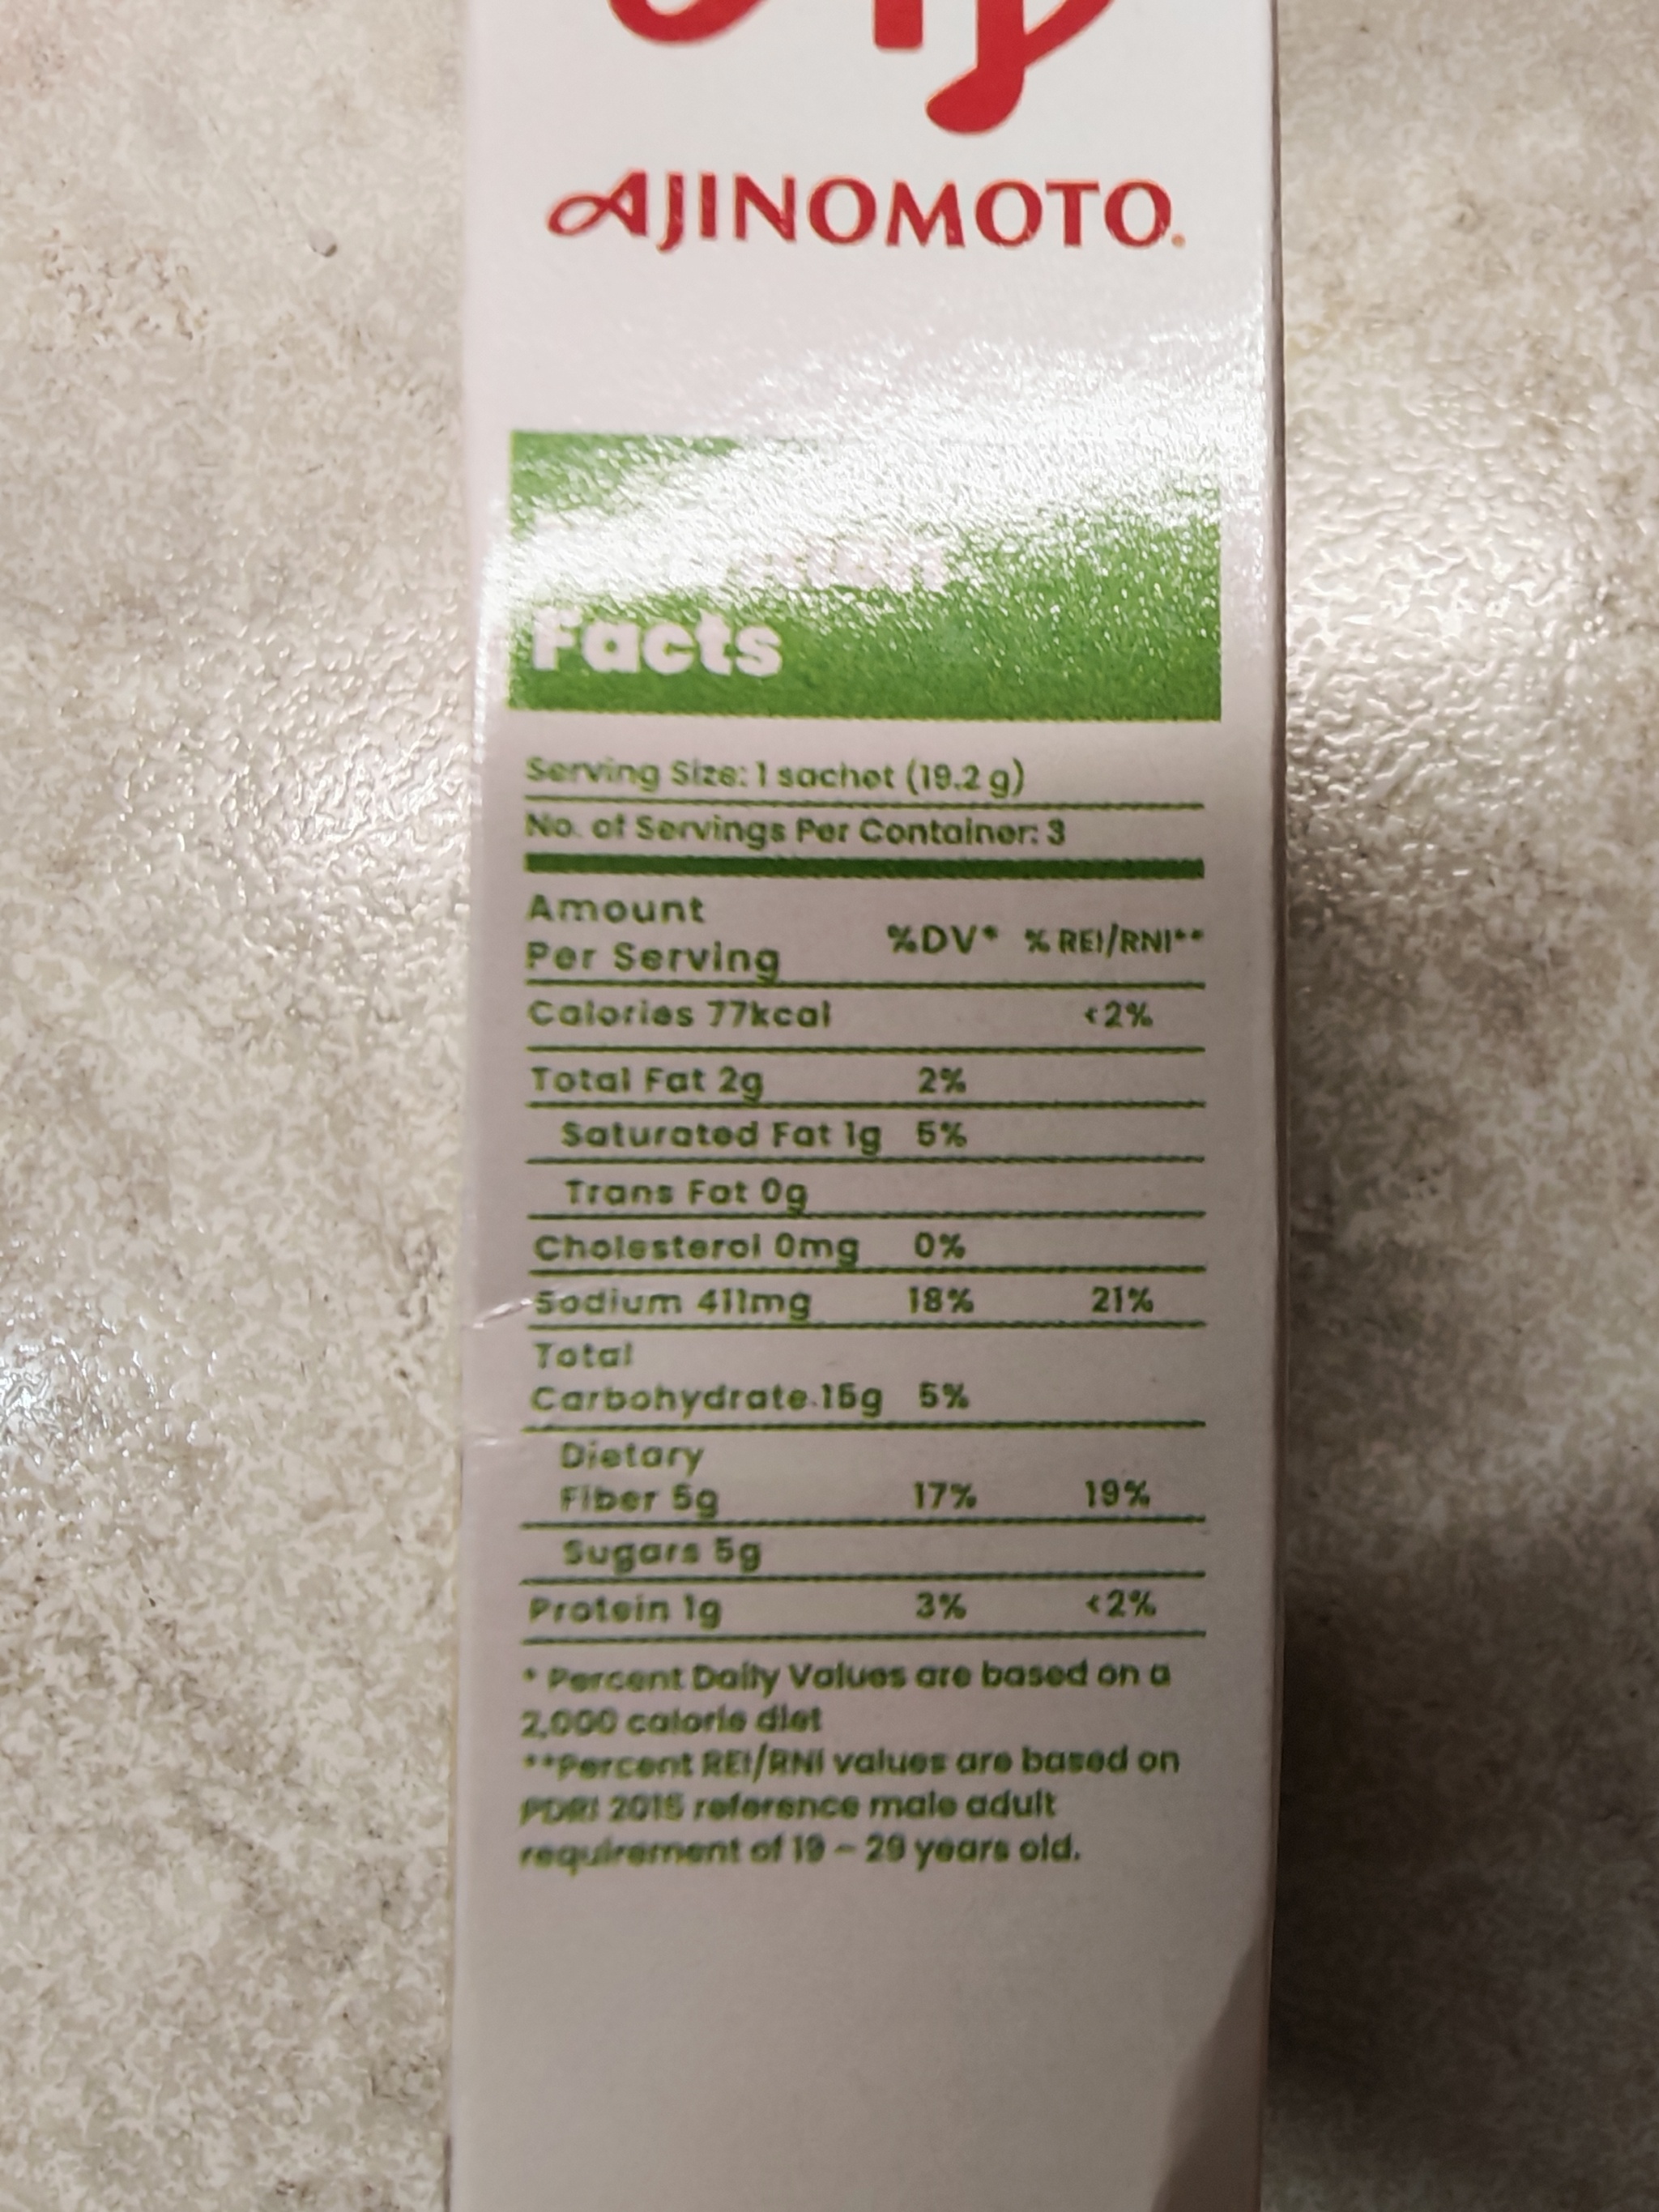 AJINOMOTO.
Facts
Serving Size: 1 sachet (19.2 g)
No. of Servings Per Container: 3
Amount
Per Serving %DV* % REI/RNI**
Calories 77kcal <2%
Total Fat 2g 2%
Saturated Fat 1g 5%
Trans Fat 0g
Cholesterol 0mg 0%
Sodium 411mg 18% 21%
Total
Carbohydrate 15g 5%
Dietary
Fiber 5g 17% 19%
Sugars 5g
Protein 1g 3% <2%
* Percent Daily Values are based on a
2,000 calorie diet
**Percent REI/RNI values are based on
PDRI 2015 reference male adult
requirement of 19 - 29 years old.